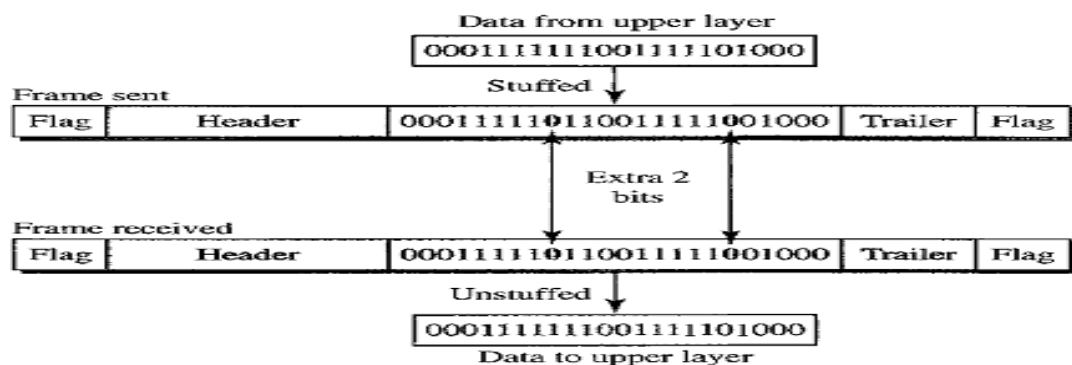 Data from upper layer
0001111111001111101000
Stuffed
Frame sent
Flag Header 000111110110011111001000 Trailer Flag
Extra 2
bits
Frame received
Flag Header 000111110110011111001000 Trailer Flag
Unstuffed
0001111111001111101000
Data to upper layer